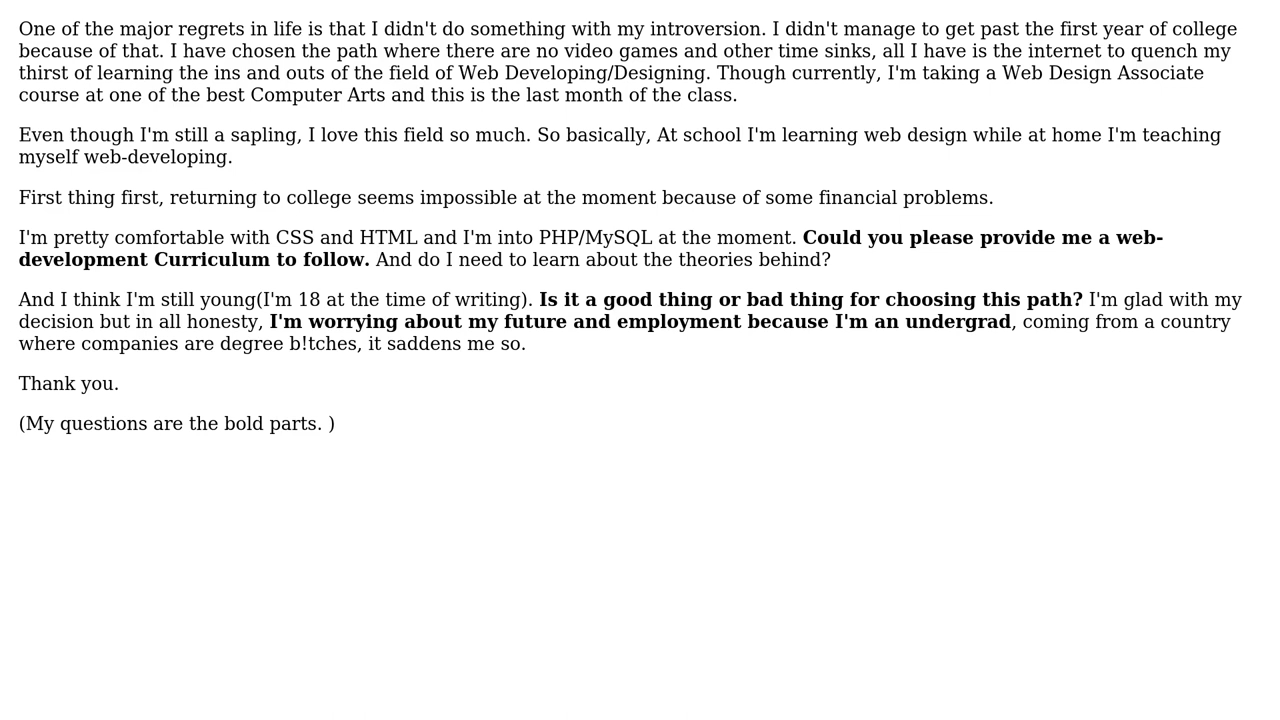 One of the major regrets in life is that I didn't do something with my introversion. I didn't manage to get past the first year of college
because of that. I have chosen the path where there are no video games and other time sinks, all I have is the internet to quench my
thirst of learning the ins and outs of the field of Web Developing/Designing. Though currently, I'm taking a Web Design Associate
course at one of the best Computer Arts and this is the last month of the class.
Even though I'm still a sapling, I love this field so much. So basically, At school I'm learning web design while at home I'm teaching
myself web-developing.
First thing first, returning to college seems impossible at the moment because of some financial problems.
I'm pretty comfortable with CSS and HTML and I'm into PHP/MySQL at the moment. Could you please provide me a web-
development Curriculum to follow. And do I need to learn about the theories behind?
And I think I'm still young(I'm 18 at the time of writing). Is it a good thing or bad thing for choosing this path? I'm glad with my
decision but in all honesty, I'm worrying about my future and employment because I'm an undergrad, coming from a country
where companies are degree b!tches, it saddens me so.
Thank you.
(My questions are the bold parts. )